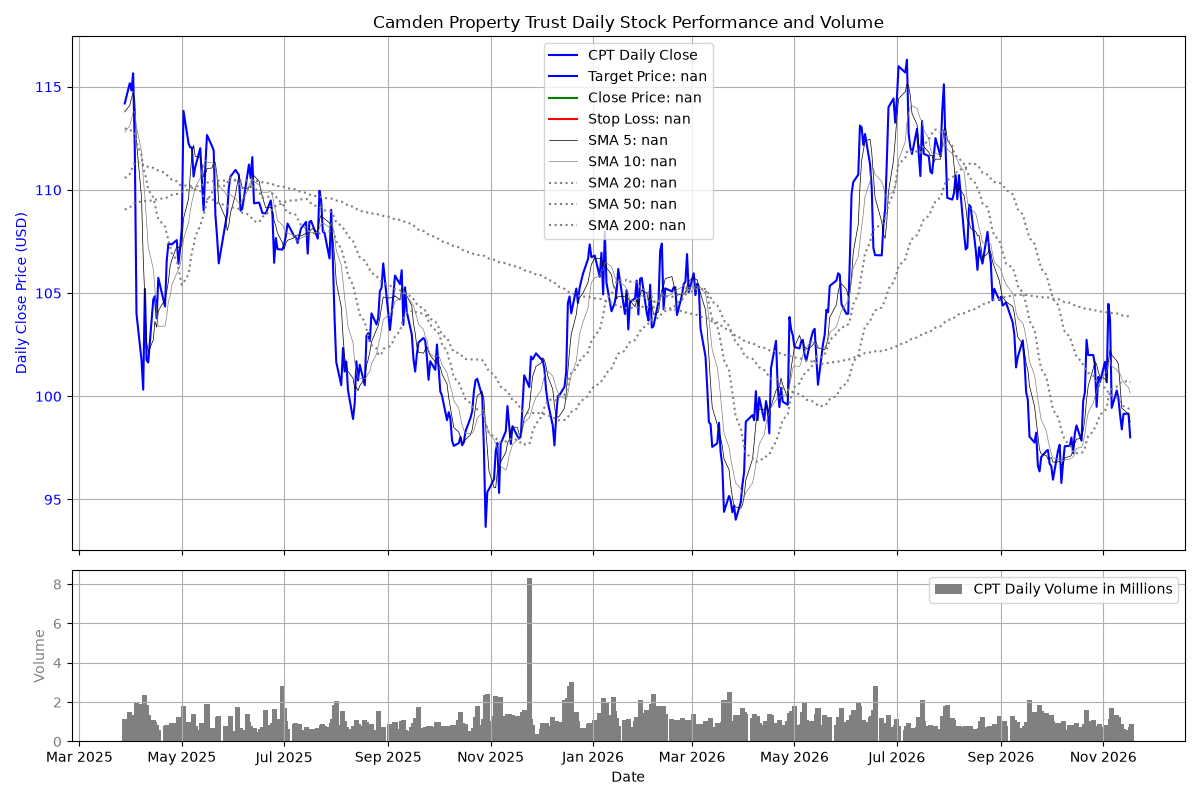 Camden Property Trust Daily Stock Performance and Volume
CPT Daily Close
Target Price: nan
Close Price: nan
Stop Loss: nan
SMA 5: nan
SMA 10: nan
SMA 20: nan
SMA 50: nan
SMA 200: nan
Daily Close Price (USD)
115
110
105
100
95
CPT Daily Volume in Millions
Volume
8
6
4
2
0
Mar 2025 May 2025 Jul 2025 Sep 2025 Nov 2025 Jan 2026 Mar 2026 May 2026 Jul 2026 Sep 2026 Nov 2026
Date